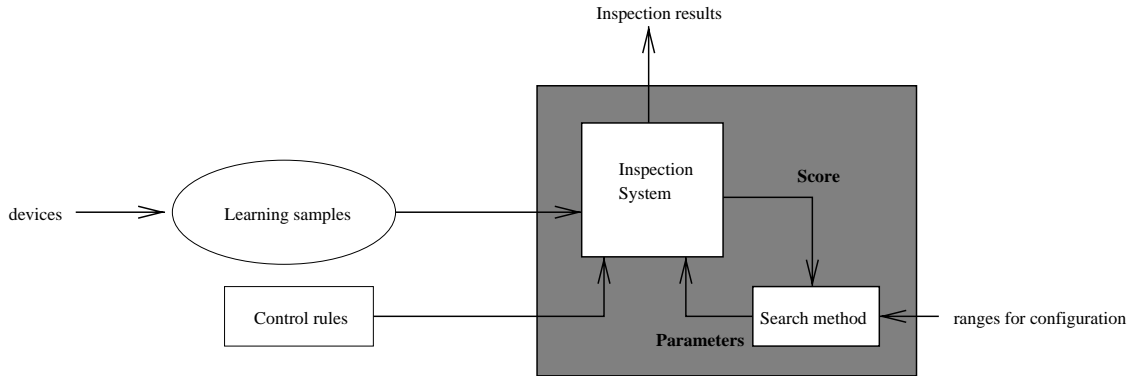 Inspection results
Inspection
System
Score
devices
Learning samples
Control rules
Search method
ranges for configuration
Parameters